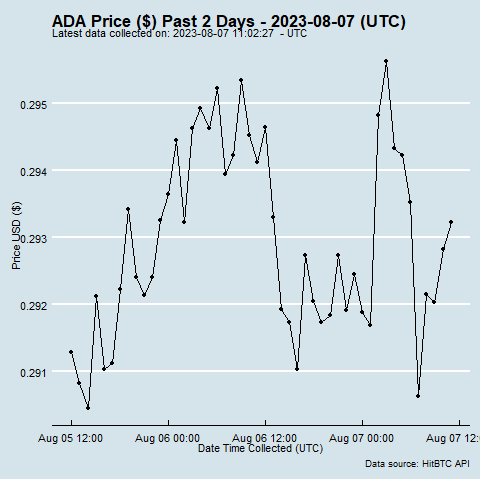 ADA Price ($) Past 2 Days - 2023-08-07 (UTC)
Latest data collected on: 2023-08-07 11:02:27  - UTC
0.295
0.294
0.293
0.292
0.291
Price USD ($)
Aug 05 12:00
Aug 06 00:00
Aug 06 12:00
Aug 07 00:00
Aug 07 12:0
Date Time Collected (UTC)
Data source: HitBTC API